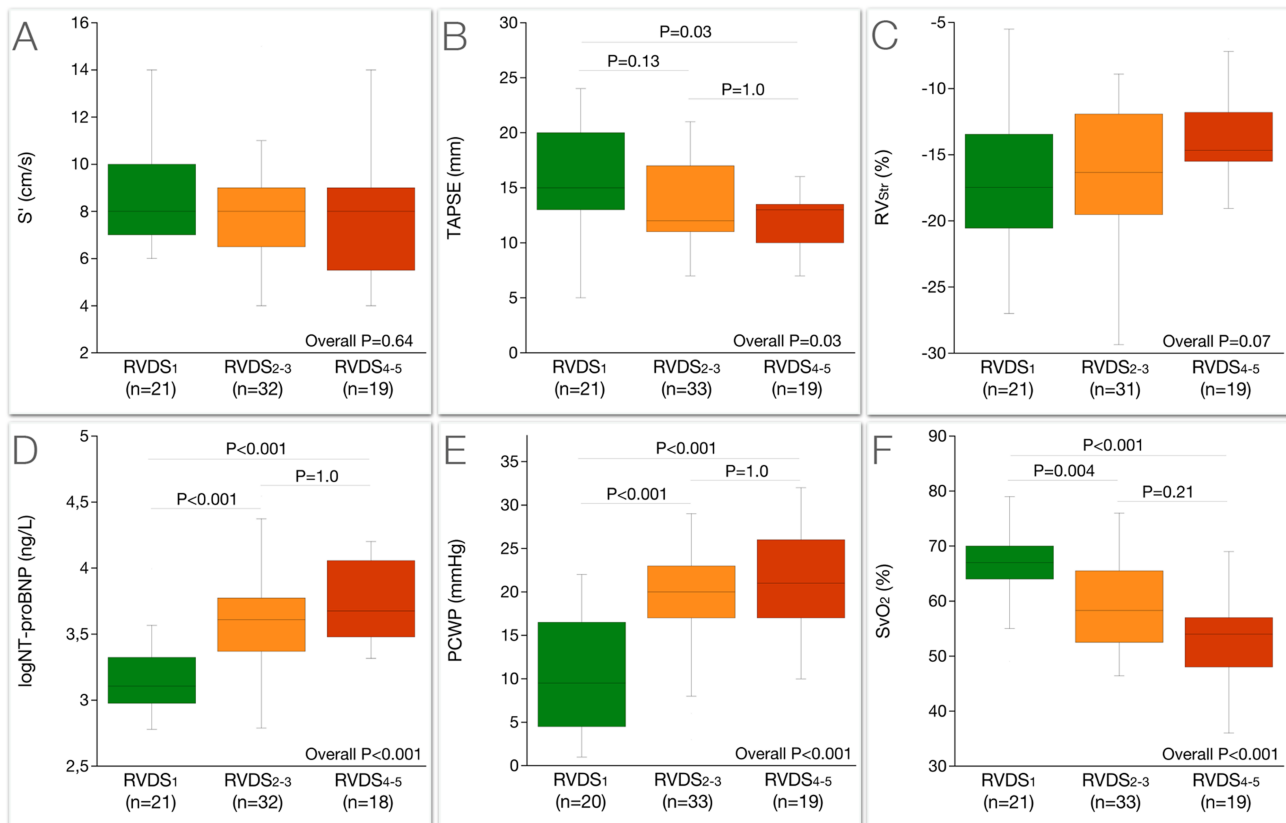 A
S' (cm/s)
16
14
12
10
8
6
4
2
Overall P=0.64
RVDS1 RVDS2-3 RVDS4-5
(n=21) (n=32) (n=19)
B
TAPSE (mm)
30
25
20
15
10
5
0
P=0.03
P=0.13
P=1.0
Overall P=0.03
RVDS1 RVDS2-3 RVDS4-5
(n=21) (n=33) (n=19)
C
RVStr (%)
-5
-10
-15
-20
-25
-30
Overall P=0.07
RVDS1 RVDS2-3 RVDS4-5
(n=21) (n=31) (n=19)
D
logNT-proBNP (ng/L)
5
4,5
4
3.5
3
2,5
P<0.001
P=1.0
P<0.001
Overall P<0.001
RVDS1 RVDS2-3 RVDS4-5
(n=21) (n=32) (n=18)
E
PCWP (mmHg)
35
30
25
20
15
10
5
0
P<0.001
P=1.0
P<0.001
Overall P<0.001
RVDS1 RVDS2-3 RVDS4-5
(n=20) (n=33) (n=19)
F
SvO2 (%)
90
80
70
60
50
40
30
P<0.001
P=0.004
P=0.21
Overall P<0.001
RVDS1 RVDS2-3 RVDS4-5
(n=21) (n=33) (n=19)